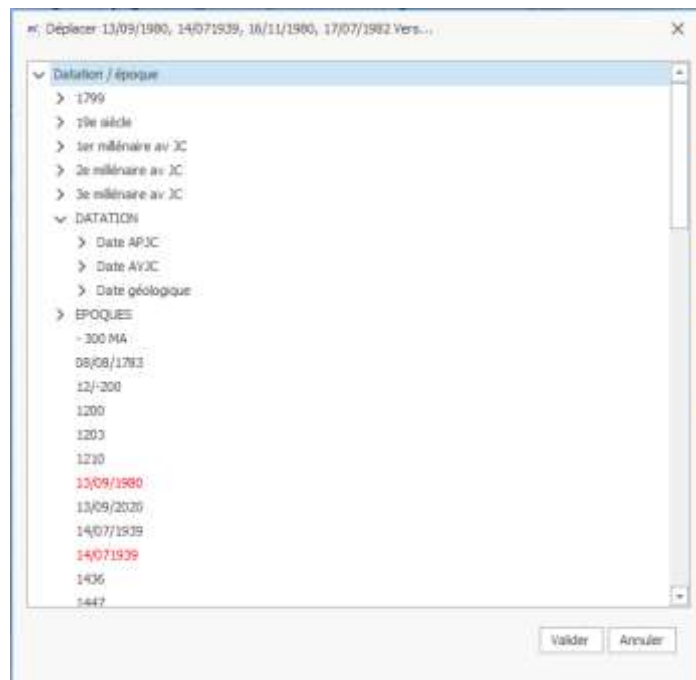 Déplacer 13/09/1980, 14/071939, 16/11/1980, 17/07/1982 Vers...
Datation / époque
1799
19e siècle
1er millénaire av JC
2e millénaire av JC
3e millénaire av JC
DATATION
Date APJC
Date AVJC
Date géologique
EPOQUES
- 300 MA
08/08/1783
12/-200
1200
1203
1210
13/09/1980
13/09/2020
14/07/1939
14/071939
1436
1447
Valider Annuler